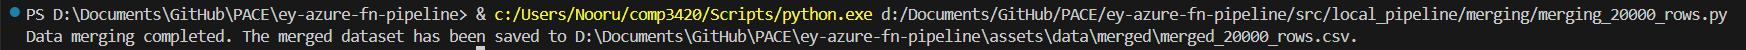 PS D:\Documents\GitHub\PACE\ey-azure-fn-pipeline> & c:/Users/Nooru/comp3420/Scripts/python.exe d:/Documents/GitHub/PACE/ey-azure-fn-pipeline/src/local_pipeline/merging/merging_20000_rows.py
Data merging completed. The merged dataset has been saved to D:\Documents\GitHub\PACE\ey-azure-fn-pipeline\assets\data\merged\merged_20000_rows.csv.